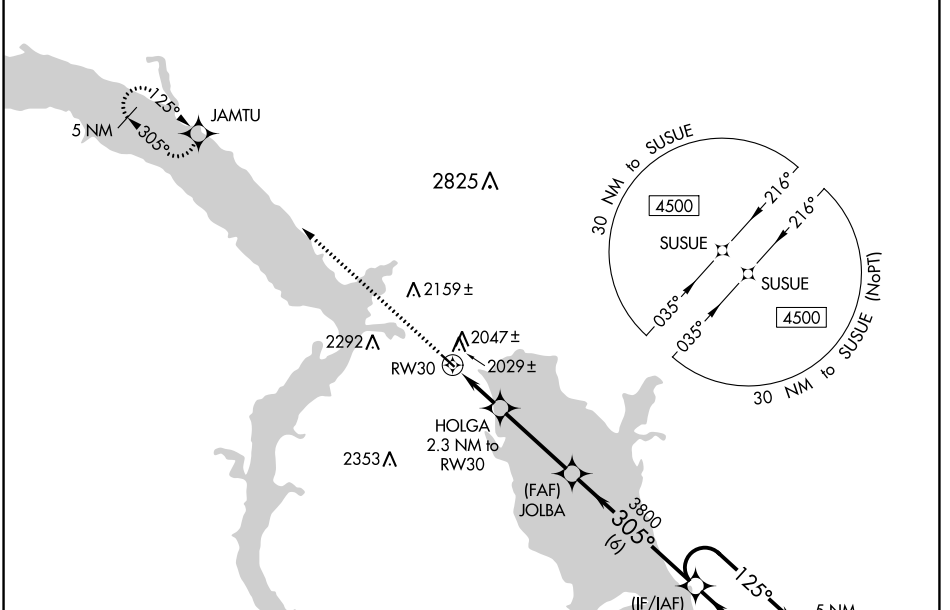 125°
JAMTU
5 NM
305°
2825
30 NM to SUSUE
4500
216°
216°
SUSUE
SUSUE
035°
035°
4500
30 NM to SUSUE (NoPT)
2159±
2292
2047±
2029±
RW30
HOLGA
2.3 NM to
RW30
2353
(FAF)
JOLBA
3800
305°
(6)
125°
(IF/IAF)
5 NM